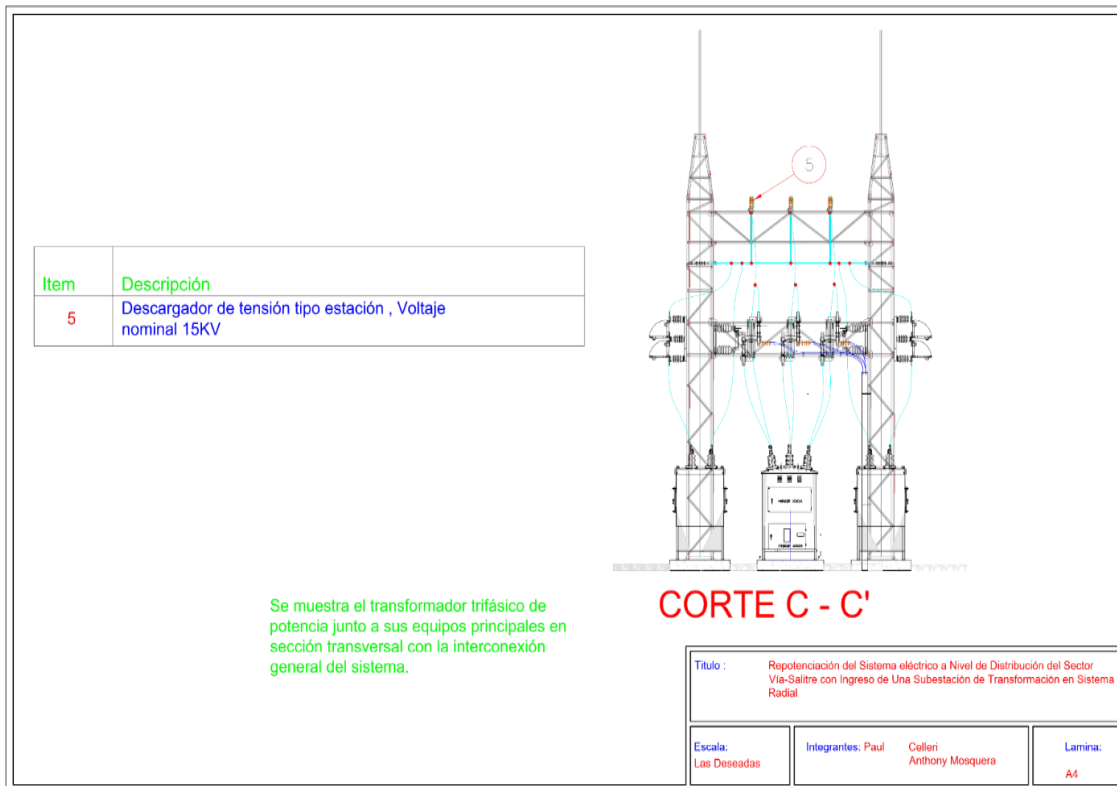 5
Item Descripción
5 Descargador de tensión tipo estación , Voltaje
nominal 15KV
Se muestra el transformador trifásico de
potencia junto a sus equipos principales en
sección transversal con la interconexión
general del sistema.
CORTE C - C'
Titulo : Repotenciación del Sistema eléctrico a Nivel de Distribución del Sector
Vía-Salitre con Ingreso de Una Subestación de Transformación en Sistema
Radial
Escala:
Las Deseadas
Integrantes: Paul Celleri
Anthony Mosquera
Lamina:
A4